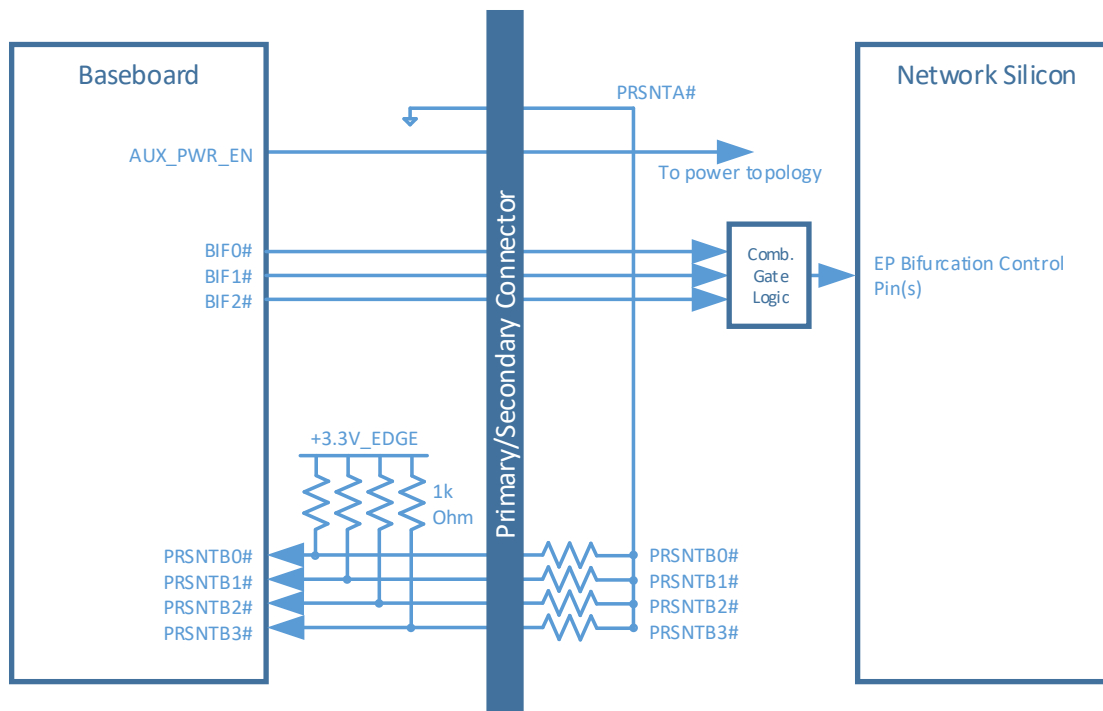 Baseboard
Network Silicon
PRSNTA#
AUX_PWR_EN
To power topology
BIF0#
BIF1#
BIF2#
Comb.
Gate
Logic
EP Bifurcation Control
Pin(s)
Primary/Secondary Connector
+3.3V_EDGE
1k
Ohm
PRSNTB0#
PRSNTB1#
PRSNTB2#
PRSNTB3#
PRSNTB0#
PRSNTB1#
PRSNTB2#
PRSNTB3#